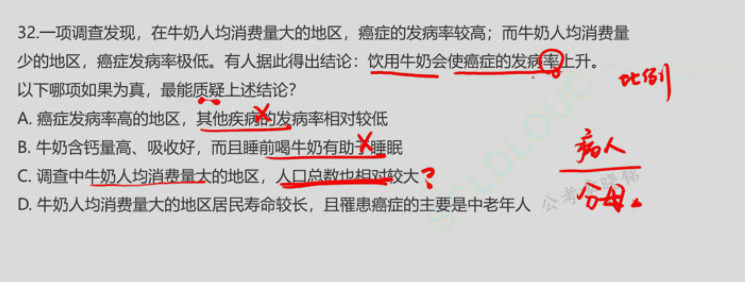 32.一项调查发现，在牛奶人均消费量大的地区，癌症的发病率较高；而牛奶人均消费量
少的地区，癌症发病率极低。有人据此得出结论：饮用牛奶会使癌症的发病率上升。
以下哪项如果为真，最能质疑上述结论？
比例
A. 癌症发病率高的地区，其他疾病的发病率相对较低
B. 牛奶含钙量高、吸收好，而且睡前喝牛奶有助于睡眠
病人
C. 调查中牛奶人均消费量大的地区，人口总数也相对较大？
分母
D. 牛奶人均消费量大的地区居民寿命较长，且罹患癌症的主要是中老年人